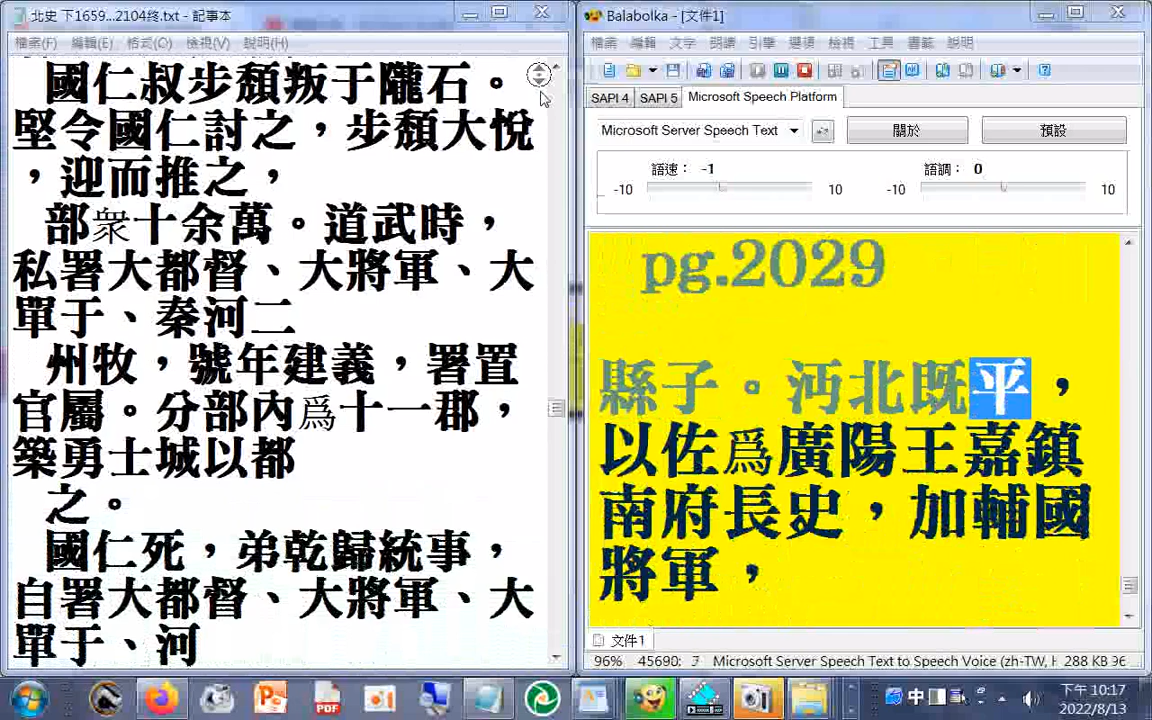 北史 下1659...2104终.txt - 記事本
檔案(F) 編輯(E) 格式(O) 檢視(V) 說明(H)
國仁叔步頹叛于隴石。
堅令國仁討之，步頹大悅
，迎而推之，
部衆十余萬。道武時，
私署大都督、大將軍、大
單于、秦河二
州牧，號年建義，署置
官屬。分部內爲十一郡，
築勇士城以都
之。
國仁死，弟乾歸統事，
自署大都督、大將軍、大
單于、河
Balabolka - [文件1]
檔案 編輯 文字 朗讀 引擎 選項 檢視 工具 書籤 說明
SAPI 4 SAPI 5 Microsoft Speech Platform
Microsoft Server Speech Text 關於 預設
語速： -1 語調： 0
-10 10 -10 10
pg.2029
縣子。沔北既平，
以佐爲廣陽王嘉鎮
南府長史，加輔國
將軍，
文件1
96% 45690: 7 Microsoft Server Speech Text to Speech Voice (zh-TW, H 288 KB 96
PDF
中
下午 10:17
2022/8/13